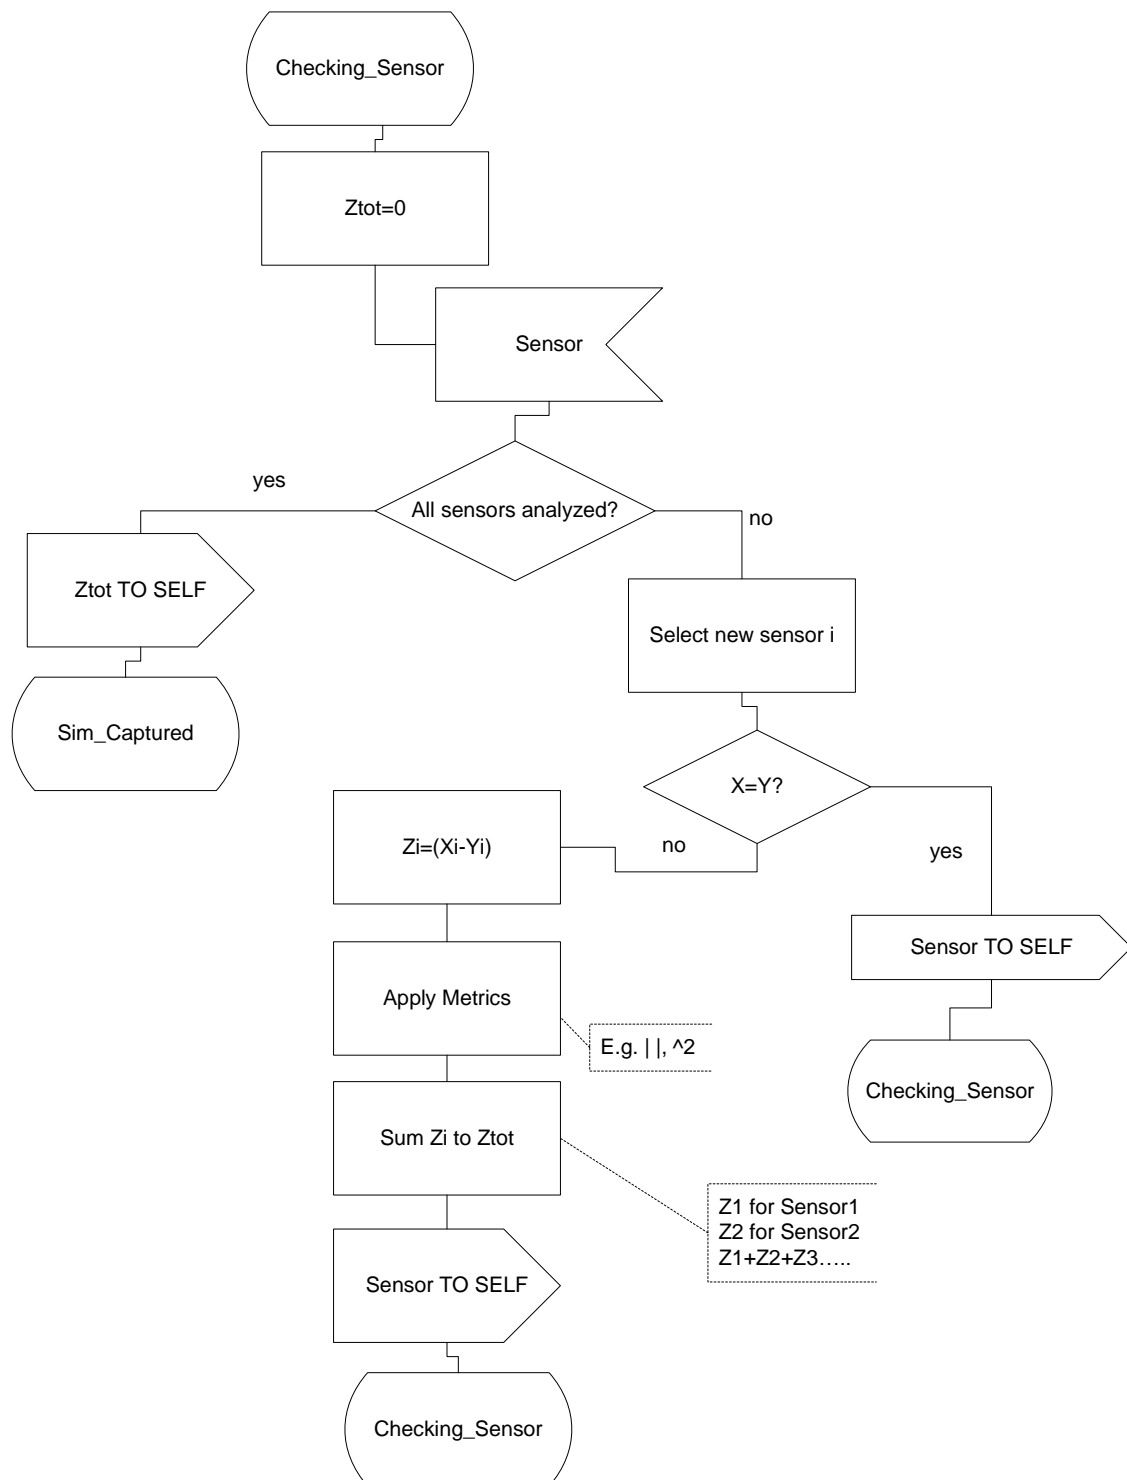 Checking_Sensor
Ztot=0
Sensor
All sensors analyzed?
yes
no
Ztot TO SELF
Select new sensor i
Sim_Captured
X=Y?
Zi=(Xi-Yi)
no
yes
Sensor TO SELF
Apply Metrics
E.g. | |, ^2
Checking_Sensor
Sum Zi to Ztot
Z1 for Sensor1
Z2 for Sensor2
Z1+Z2+Z3…..
Sensor TO SELF
Checking_Sensor